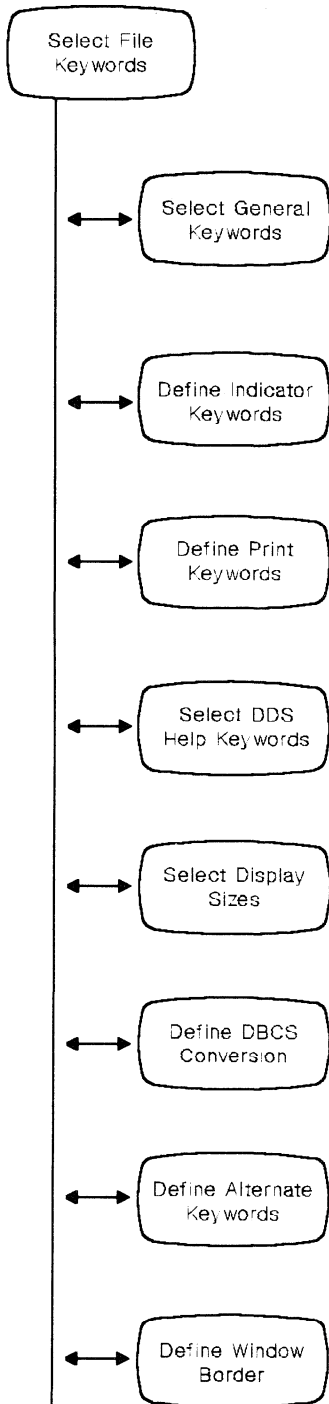 Select File
Keywords
Select General
Keywords
Define Indicator
Keywords
Define Print
Keywords
Select DDS
Help Keywords
Select Display
Sizes
Define DBCS
Conversion
Define Alternate
Keywords
Define Window
Border